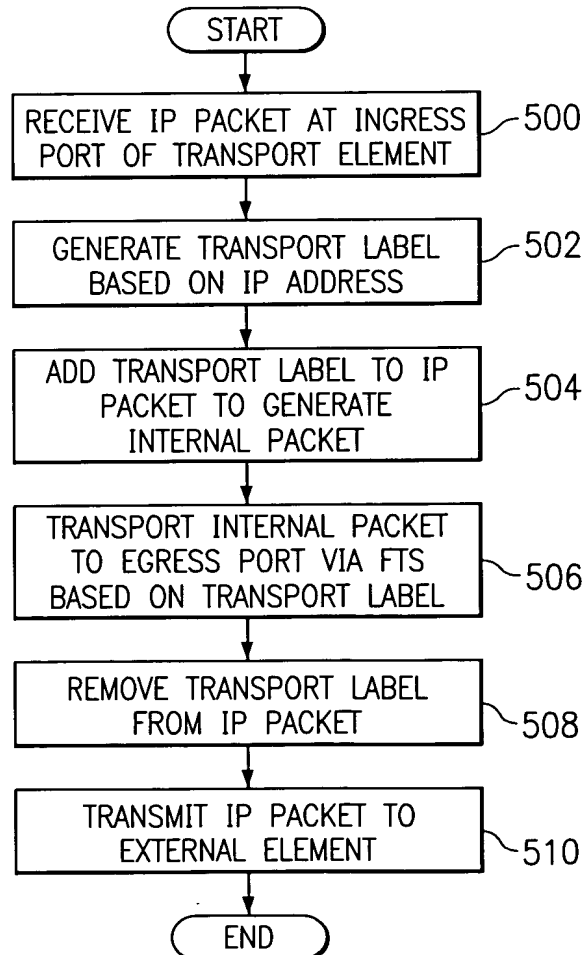 START
RECEIVE IP PACKET AT INGRESS
PORT OF TRANSPORT ELEMENT
500
GENERATE TRANSPORT LABEL
BASED ON IP ADDRESS
502
ADD TRANSPORT LABEL TO IP
PACKET TO GENERATE
INTERNAL PACKET
504
TRANSPORT INTERNAL PACKET
TO EGRESS PORT VIA FTS
BASED ON TRANSPORT LABEL
506
REMOVE TRANSPORT LABEL
FROM IP PACKET
508
TRANSMIT IP PACKET TO
EXTERNAL ELEMENT
510
END